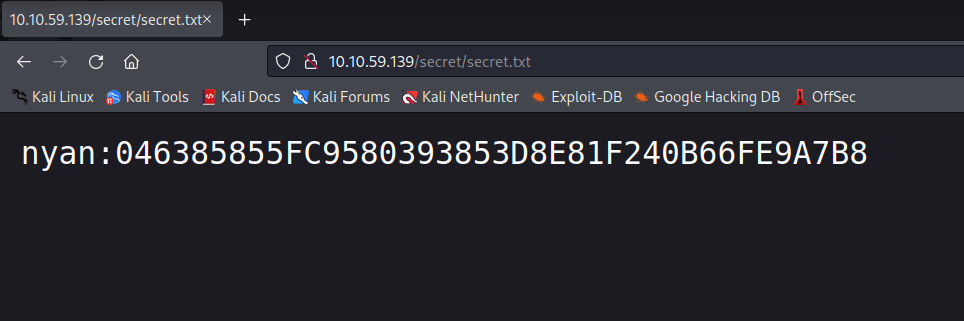 10.10.59.139/secret/secret.txt
10.10.59.139/secret/secret.txt
Kali Linux Kali Tools Kali Docs Kali Forums Kali NetHunter Exploit-DB Google Hacking DB OffSec
nyan:046385855FC9580393853D8E81F240B66FE9A7B8